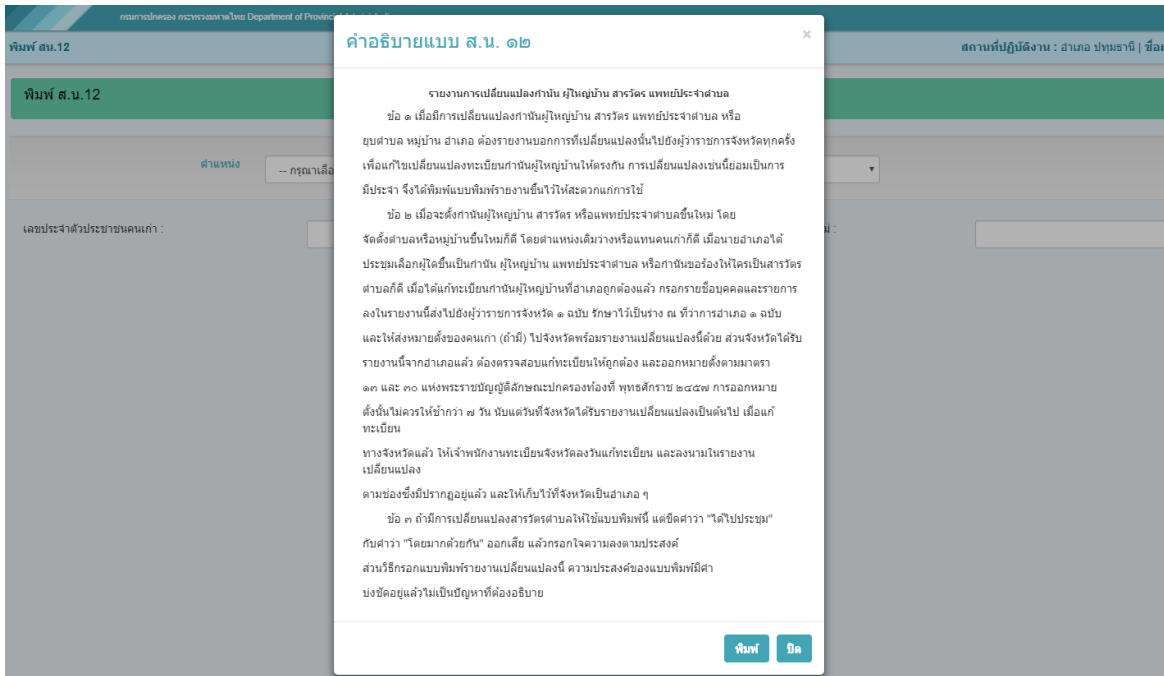 กรมการปกครอง กระทรวงมหาดไทย Department of
พิมพ์ สน.12
สถานที่ปฏิบัติงาน : อำเภอ ปทุมธานี |
พิมพ์ ส.น.12
ตำแหน่ง
เลขประจำตัวประชาชนคนเก่า :
คำอธิบายแบบ ส.น. ๑๒
×
รายงานการเปลี่ยนแปลงกำนัน ผู้ใหญ่บ้าน สารวัตร แพทย์ประจำตำบล
ข้อ ๑ เมื่อมีการเปลี่ยนแปลงกำนันผู้ใหญ่บ้าน สารวัตร แพทย์ประจำตำบล หรือ
ยุบตำบล หมู่บ้าน อำเภอ ต้องรายงานบอกการที่เปลี่ยนแปลงนั้นไปยังผู้ว่าราชการจังหวัดทุกครั้ง
เพื่อแก้ไขเปลี่ยนแปลงทะเบียนกำนันผู้ใหญ่บ้านให้ตรงกัน การเปลี่ยนแปลงเช่นนี้ย่อมเป็นการ
มีประจำ จึงได้พิมพ์แบบพิมพ์รายงานขึ้นไว้ให้สะดวกแก่การใช้
ข้อ ๒ เมื่อจะตั้งกำนันผู้ใหญ่บ้าน สารวัตร หรือแพทย์ประจำตำบลขึ้นใหม่ โดย
จัดตั้งตำบลหรือหมู่บ้านขึ้นใหม่ก็ดี โดยตำแหน่งเดิมว่างหรือแทนคนเก่าก็ดี เมื่อนายอำเภอได้
ประชุมเลือกผู้ใดขึ้นเป็นกำนัน ผู้ใหญ่บ้าน แพทย์ประจำตำบล หรือกำนันขอร้องให้ใครเป็นสารวัตร
ตำบลก็ดี เมื่อได้แก้ทะเบียนกำนันผู้ใหญ่บ้านที่อำเภอถูกต้องแล้ว กรอกรายชื่อบุคคลและรายการ
ลงในรายงานนี้ส่งไปยังผู้ว่าราชการจังหวัด ๑ ฉบับ รักษาไว้เป็นร่าง ณ ที่ว่าการอำเภอ ๑ ฉบับ
และให้ส่งหมายตั้งของคนเก่า (ถ้ามี) ไปจังหวัดพร้อมรายงานเปลี่ยนแปลงนี้ด้วย ส่วนจังหวัดได้รับ
รายงานนี้จากอำเภอแล้ว ต้องตรวจสอบแก้ทะเบียนให้ถูกต้อง และออกหมายตั้งตามมาตรา
๑๓ และ ๓๐ แห่งพระราชบัญญัติลักษณะปกครองท้องที่ พุทธศักราช ๒๔๕๗ การออกหมาย
ตั้งนั้นไม่ควรให้ช้ากว่า ๗ วัน นับแต่วันที่จังหวัดได้รับรายงานเปลี่ยนแปลงเป็นต้นไป เมื่อแก้
ทะเบียน
ทางจังหวัดแล้ว ให้เจ้าพนักงานทะเบียนจังหวัดลงวันแก้ทะเบียน และลงนามในรายงาน
เปลี่ยนแปลง
ตามช่องซึ่งมีปรากฏอยู่แล้ว และให้เก็บไว้ที่จังหวัดเป็นอำเภอ ๆ
ข้อ ๓ ถ้ามีการเปลี่ยนแปลงสารวัตรตำบลให้ใช้แบบพิมพ์นี้ แต่ขีดคำว่า "ได้ไปประชุม"
กับคำว่า "โดยมากด้วยกัน" ออกเสีย แล้วกรอกใจความลงตามประสงค์
ส่วนวิธีกรอกแบบพิมพ์รายงานเปลี่ยนแปลงนี้ ความประสงค์ของแบบพิมพ์มีคำ
บ่งชัดอยู่แล้วไม่เป็นปัญหาที่ต้องอธิบาย
พิมพ์
ปิด